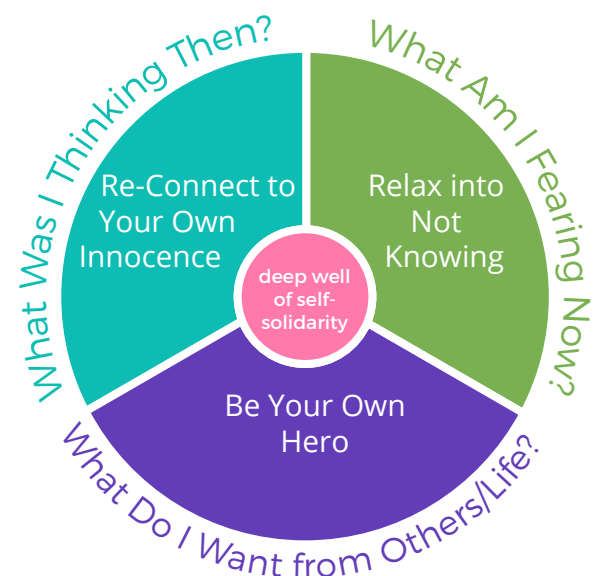 What Was I Thinking Then?
What Am I Fearing Now?
Re-Connect to
Your Own
Innocence
Relax into
Not
Knowing
deep well
of self-
solidarity
Be Your Own
Hero
What Do I Want from Others/Life?